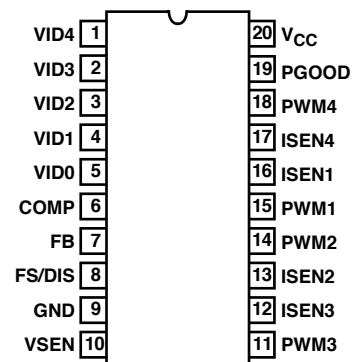 VID4 1 20 VCC
VID3 2 19 PGOOD
VID2 3 18 PWM4
VID1 4 17 ISEN4
VID0 5 16 ISEN1
COMP 6 15 PWM1
FB 7 14 PWM2
FS/DIS 8 13 ISEN2
GND 9 12 ISEN3
VSEN 10 11 PWM3